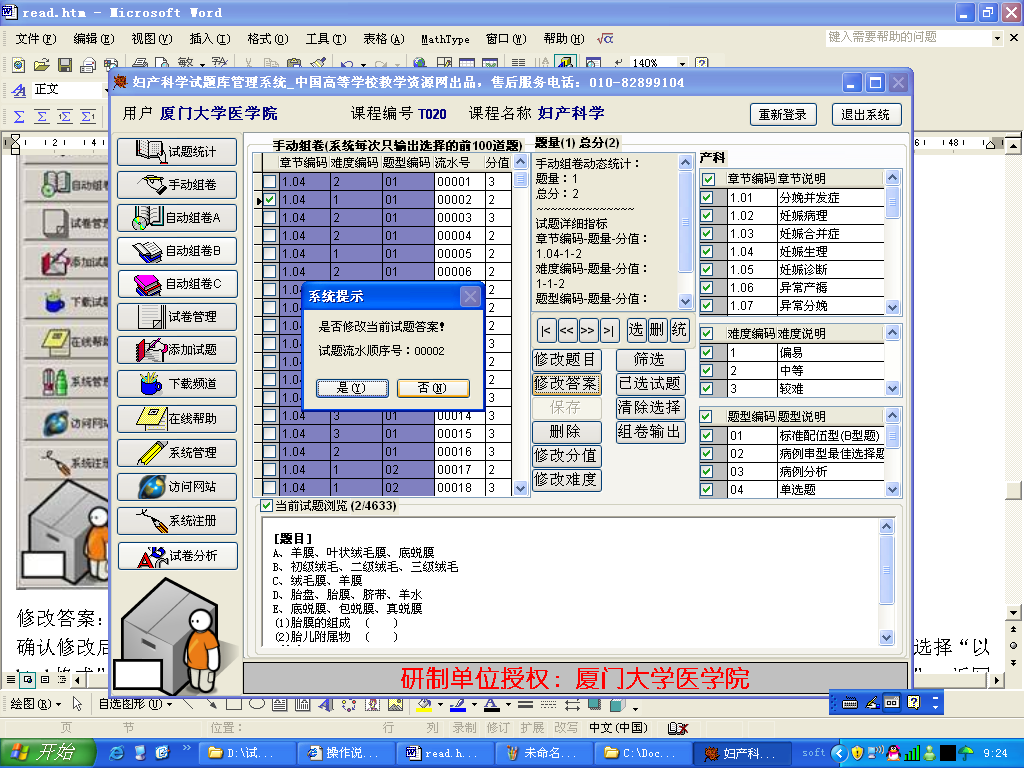 read.htm - Microsoft Word
文件(F) 编辑(E) 视图(V) 插入(I) 格式(O) 工具(T) 表格(A) MathType 窗口(W) 帮助(H) √α 键入需要帮助的问题
140%
正文
妇产科学试题库管理系统_中国高等学校教学资源网出品，售后服务电话：010-82899104
用户 厦门大学医学院 课程编号 T020 课程名称 妇产科学 重新登录 退出系统
试题统计
手动组卷
自动组卷A
自动组卷B
自动组卷C
试卷管理
添加试题
下载频道
在线帮助
系统管理
访问网站
系统注册
试卷分析
手动组卷(系统每次只输出选择的前100道题)
章节编码 难度编码 题型编码 流水号 分值
1.04 2 01 00001 3
1.04 1 01 00002 2
1.04 2 01 00003 3
1.04 2 01 00004 2
1.04 1 01 00005 2
1.04 2 01 00006 2
1.04 3 01 00014 3
1.04 3 01 00015 3
1.04 2 01 00016 3
1.04 1 02 00017 2
1.04 1 02 00018 3
系统提示
是否修改当前试题答案!
试题流水顺序号：00002
是(Y) 否(N)
题量(1) 总分(2)
手动组卷动态统计：
题量：1
总分：2
~~~~~~~~~~~~~~~~
试题详细指标
章节编码-题量-分值：
1.04-1-2
难度编码-题量-分值：
1-1-2
题型编码-题量-分值：
|< << >> >| 选 删 统
修改题目 筛选
修改答案 已选试题
保存 清除选择
删除 组卷输出
修改分值
修改难度
产科
章节编码 章节说明
1.01 分娩并发症
1.02 妊娠病理
1.03 妊娠合并症
1.04 妊娠生理
1.05 妊娠诊断
1.06 异常产褥
1.07 异常分娩
难度编码 难度说明
1 偏易
2 中等
3 较难
题型编码 题型说明
01 标准配伍型(B型题)
02 病例串型最佳选择题
03 病例分析
04 单选题
当前试题浏览 (2/4633)
[题目]
A、羊膜、叶状绒毛膜、底蜕膜
B、初级绒毛、二级绒毛、三级绒毛
C、绒毛膜、羊膜
D、胎盘、胎膜、脐带、羊水
E、底蜕膜、包蜕膜、真蜕膜
(1)胎膜的组成 （ ）
(2)胎儿附属物 （ ）
研制单位授权：厦门大学医学院
修改答案：
确认修改后
选择“以
绘图(R) 自选图形(U)
页 节 位置： 行 列 录制 修订 扩展 改写 中文(中国)
开始 D:\试... 操作说... read.h... 未命名... C:\Doc... 妇产科... soft 9:24